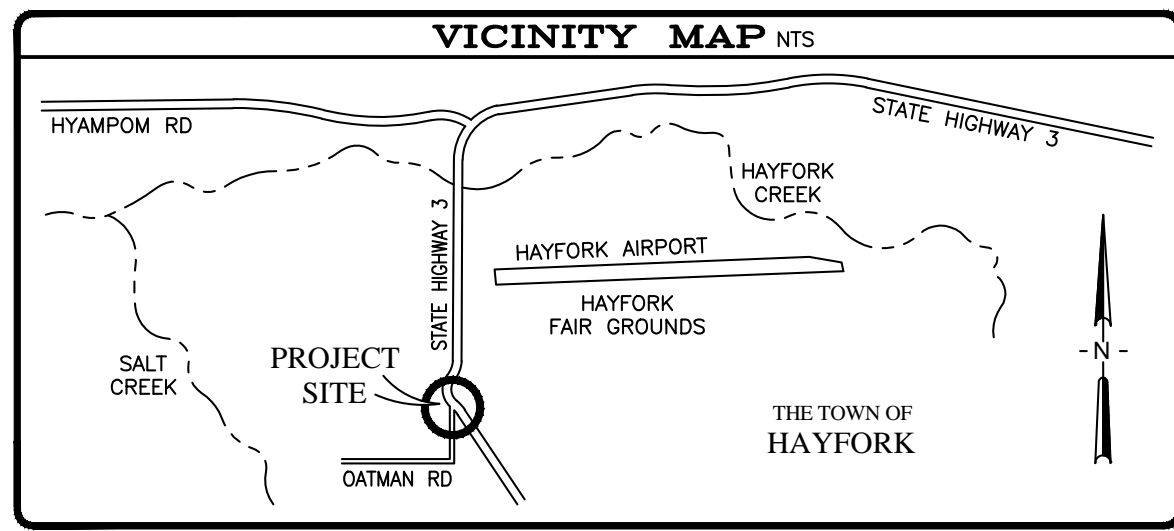 VICINITY MAP NTS
HYAMPOM RD
STATE HIGHWAY 3
HAYFORK
CREEK
STATE HIGHWAY 3
HAYFORK AIRPORT
HAYFORK
FAIR GROUNDS
SALT
CREEK
PROJECT
SITE
-N-
THE TOWN OF
HAYFORK
OATMAN RD